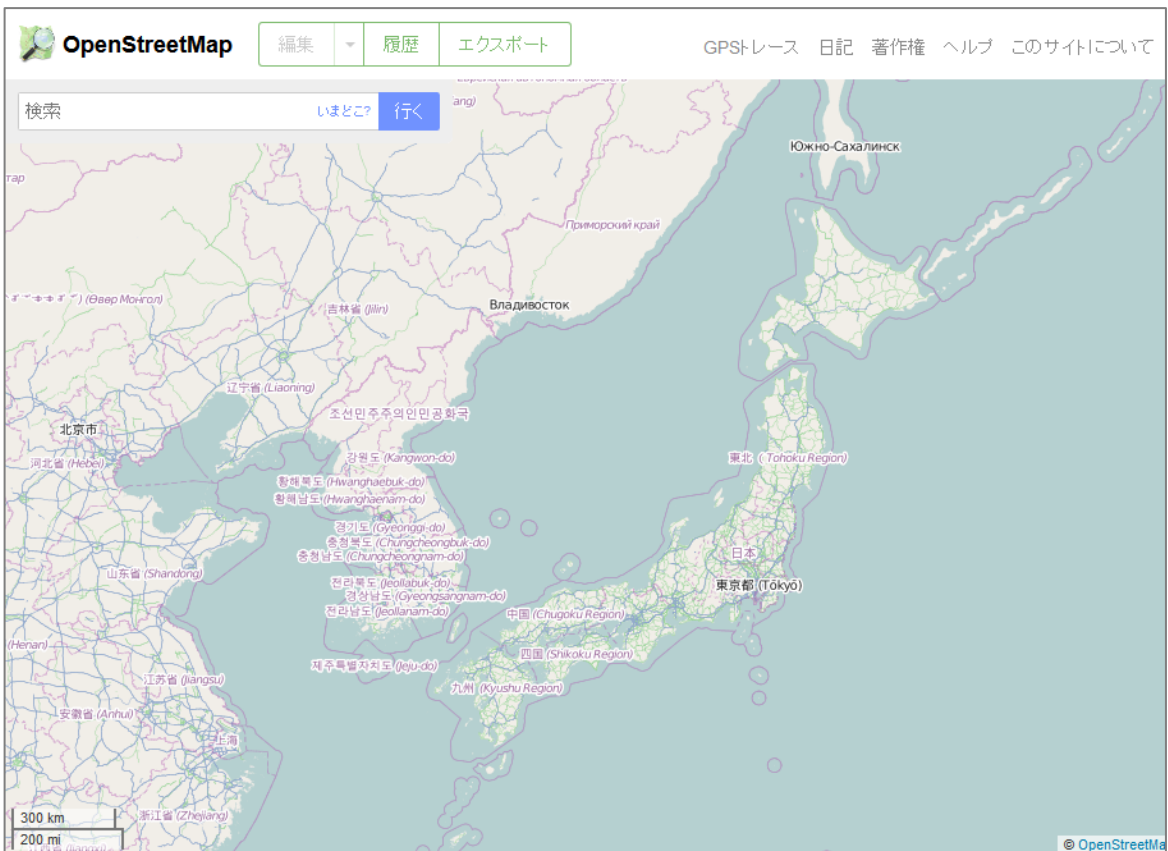 OpenStreetMap
編集
履歴
エクスポート
GPSトレース
日記
著作権
ヘルプ
このサイトについて
検索
いまどこ?
行く
ang)
Южно-Сахалинск
тар
Приморский край
(Өвөр Монгол)
吉林省 (Jilin)
Владивосток
辽宁省 (Liaoning)
조선민주주의인민공화국
北京市
河北省 (Hebei)
강원도 (Kangwon-do)
東北 (Tohoku Region)
황해북도 (Hwanghaebuk-do)
황해남도 (Hwanghaenam-do)
경기도 (Gyeonggi-do)
충청북도 (Chungcheongbuk-do)
충청남도 (Chungcheongnam-do)
日本
山东省 (Shandong)
전라북도 (Jeollabuk-do)
東京都 (Tōkyō)
경상남도 (Gyeongsangnam-do)
전라남도 (Jeollanam-do)
中国 (Chugoku Region)
(Henan)
四国 (Shikoku Region)
제주특별자치도 (Jeju-do)
江苏省 (Jiangsu)
九州 (Kyushu Region)
安徽省 (Anhui)
上海
300 km
浙江省 (Zhejiang)
200 mi
© OpenStreetMa